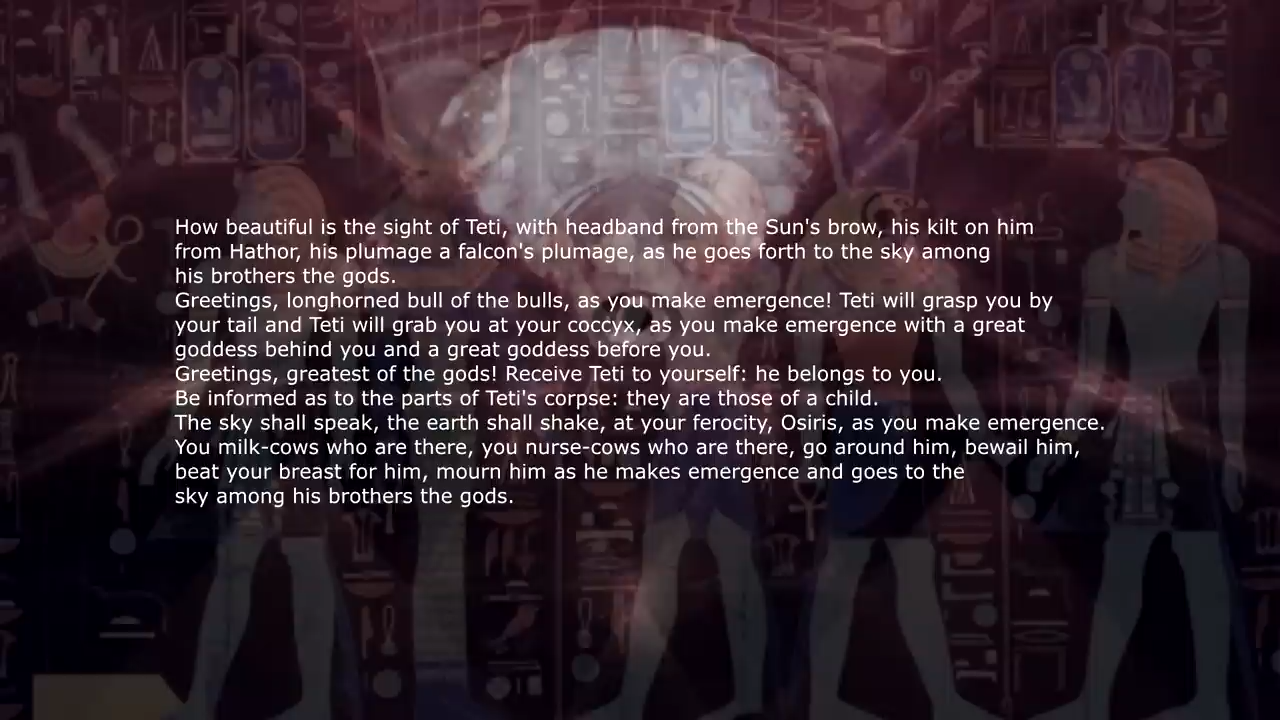 How beautiful is the sight of Teti, with headband from the Sun's brow, his kilt on him
from Hathor, his plumage a falcon's plumage, as he goes forth to the sky among
his brothers the gods.
Greetings, longhorned bull of the bulls, as you make emergence! Teti will grasp you by
your tail and Teti will grab you at your coccyx, as you make emergence with a great
goddess behind you and a great goddess before you.
Greetings, greatest of the gods! Receive Teti to yourself: he belongs to you.
Be informed as to the parts of Teti's corpse: they are those of a child.
The sky shall speak, the earth shall shake, at your ferocity, Osiris, as you make emergence.
You milk-cows who are there, you nurse-cows who are there, go around him, bewail him,
beat your breast for him, mourn him as he makes emergence and goes to the
sky among his brothers the gods.